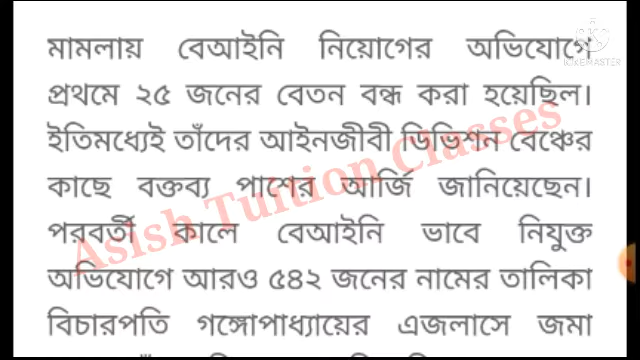 KINEMASTER
মামলায় বেআইনি নিয়োগের অভিযোগে
প্রথমে ২৫ জনের বেতন বন্ধ করা হয়েছিল।
ইতিমধ্যেই তাঁদের আইনজীবী ডিভিশন বেঞ্চের
কাছে বক্তব্য পাশের আর্জি জানিয়েছেন।
পরবর্তী কালে বেআইনি ভাবে নিযুক্ত
অভিযোগে আরও ৫৪২ জনের নামের তালিকা
বিচারপতি গঙ্গোপাধ্যায়ের এজলাসে জমা
Asish Tuition Classes